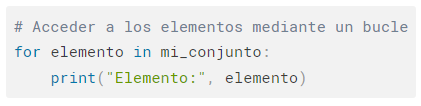 # Acceder a los elementos mediante un bucle
for elemento in mi_conjunto:
    print("Elemento:", elemento)